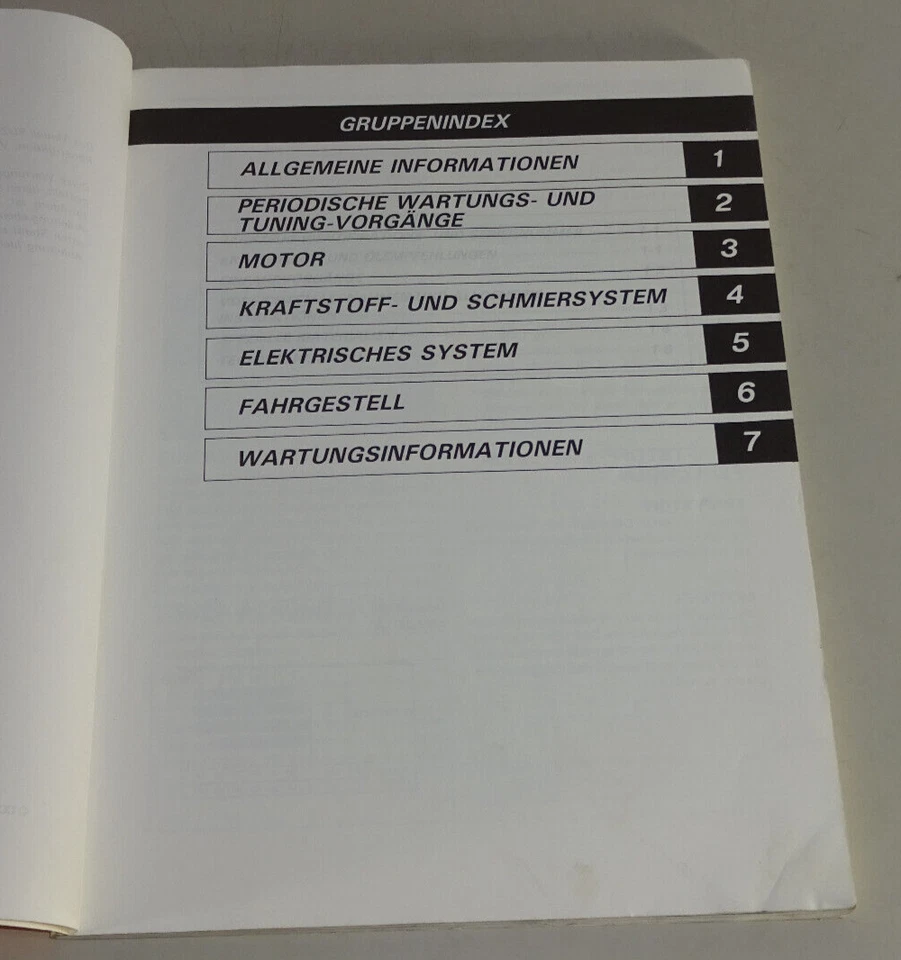 GRUPPENINDEX
ALLGEMEINE INFORMATIONEN 1
PERIODISCHE WARTUNGS- UND
TUNING-VORGÄNGE 2
MOTOR 3
KRAFTSTOFF- UND SCHMIERSYSTEM 4
ELEKTRISCHES SYSTEM 5
FAHRGESTELL 6
WARTUNGSINFORMATIONEN 7